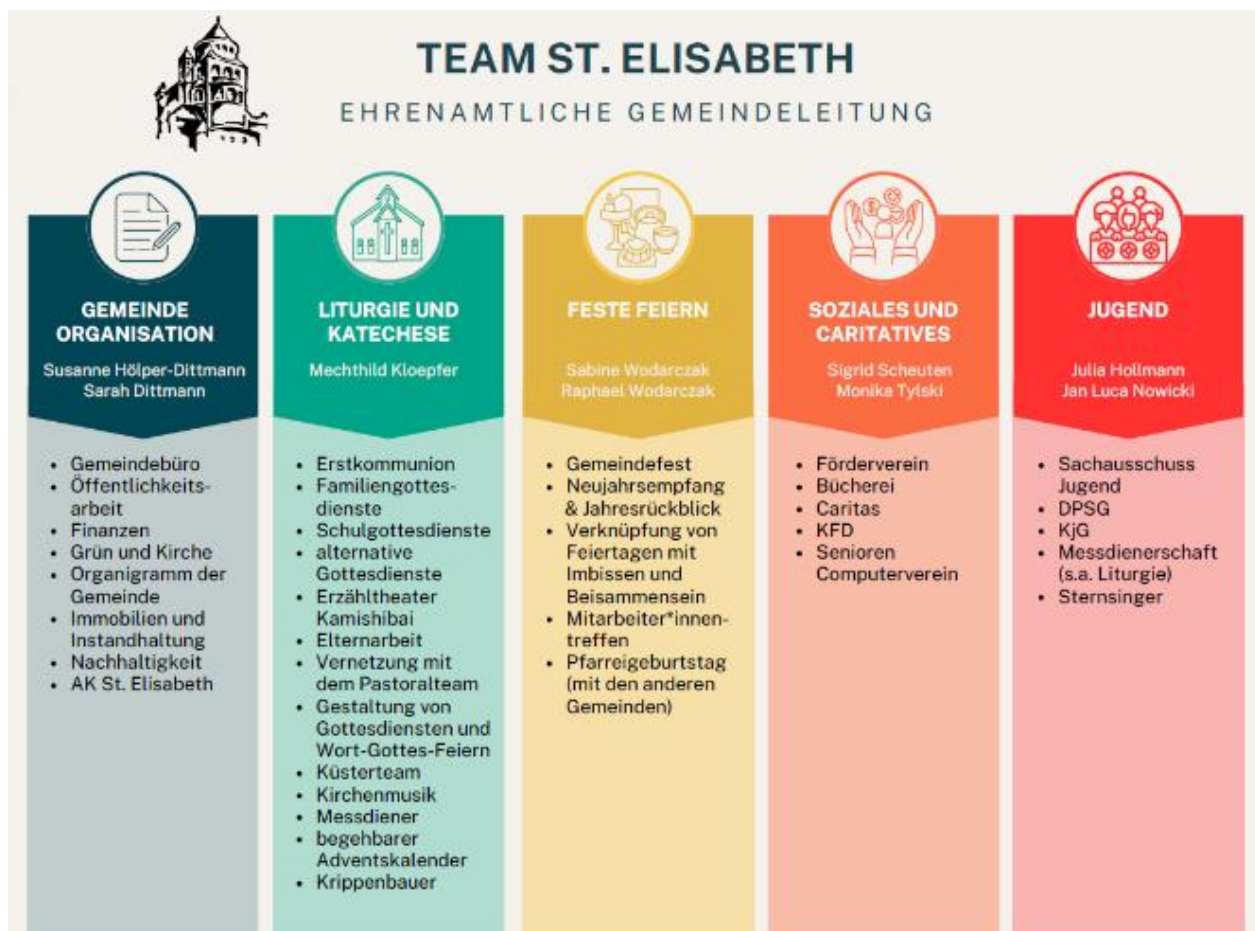 TEAM ST. ELISABETH
EHRENAMTLICHE GEMEINDELEITUNG
GEMEINDE
ORGANISATION
Susanne Hölper-Dittmann
Sarah Dittmann
• Gemeindebüro
• Öffentlichkeits-
arbeit
• Finanzen
• Grün und Kirche
• Organigramm der
Gemeinde
• Immobilien und
Instandhaltung
• Nachhaltigkeit
• AK St. Elisabeth
LITURGIE UND
KATECHESE
Mechthild Kloepfer
• Erstkommunion
• Familiengottes-
dienste
• Schulgottesdienste
• alternative
Gottesdienste
• Erzähltheater
Kamishibai
• Elternarbeit
• Vernetzung mit
dem Pastoralteam
• Gestaltung von
Gottesdiensten und
Wort-Gottes-Feiern
• Küsterteam
• Kirchenmusik
• Messdiener
• begehbarer
Adventskalender
• Krippenbauer
FESTE FEIERN
Sabine Wodarczak
Raphael Wodarczak
• Gemeindefest
• Neujahrsempfang
& Jahresrückblick
• Verknüpfung von
Feiertagen mit
Imbissen und
Beisammensein
• Mitarbeiter*innen-
treffen
• Pfarreigeburtstag
(mit den anderen
Gemeinden)
SOZIALES UND
CARITATIVES
Sigrid Scheuten
Monika Tylski
• Förderverein
• Bücherei
• Caritas
• KFD
• Senioren
Computerverein
JUGEND
Julia Hollmann
Jan Luca Nowicki
• Sachausschuss
Jugend
• DPSG
• KjG
• Messdienerschaft
(s.a. Liturgie)
• Sternsinger